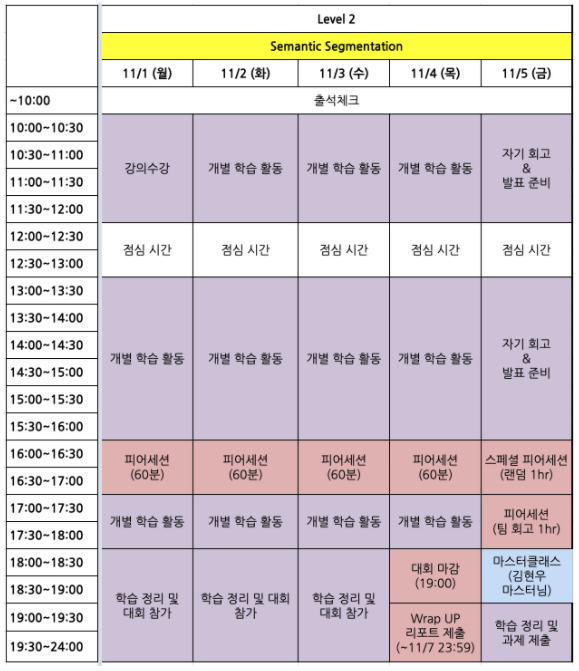 Level 2
Semantic Segmentation
11/1 (월) 11/2 (화) 11/3 (수) 11/4 (목) 11/5 (금)
~10:00 출석체크
10:00~10:30
10:30~11:00
11:00~11:30
11:30~12:00
강의수강 개별 학습 활동 개별 학습 활동 개별 학습 활동 자기 회고
&
발표 준비
12:00~12:30
12:30~13:00
점심 시간 점심 시간 점심 시간 점심 시간 점심 시간
13:00~13:30
13:30~14:00
14:00~14:30
14:30~15:00
15:00~15:30
15:30~16:00
개별 학습 활동 개별 학습 활동 개별 학습 활동 개별 학습 활동 자기 회고
&
발표 준비
16:00~16:30
16:30~17:00
피어세션 피어세션 피어세션 피어세션 스페셜 피어세션
(60분) (60분) (60분) (60분) (랜덤 1hr)
17:00~17:30
17:30~18:00
개별 학습 활동 개별 학습 활동 개별 학습 활동 개별 학습 활동 피어세션
(팀 회고 1hr)
18:00~18:30
18:30~19:00
19:00~19:30
19:30~24:00
학습 정리 및
대회 참가
학습 정리 및 대회
참가
학습 정리 및
대회 참가
대회 마감
(19:00)
Wrap UP
리포트 제출
(~11/7 23:59)
마스터클래스
(김현우
마스터님)
학습 정리 및
과제 제출